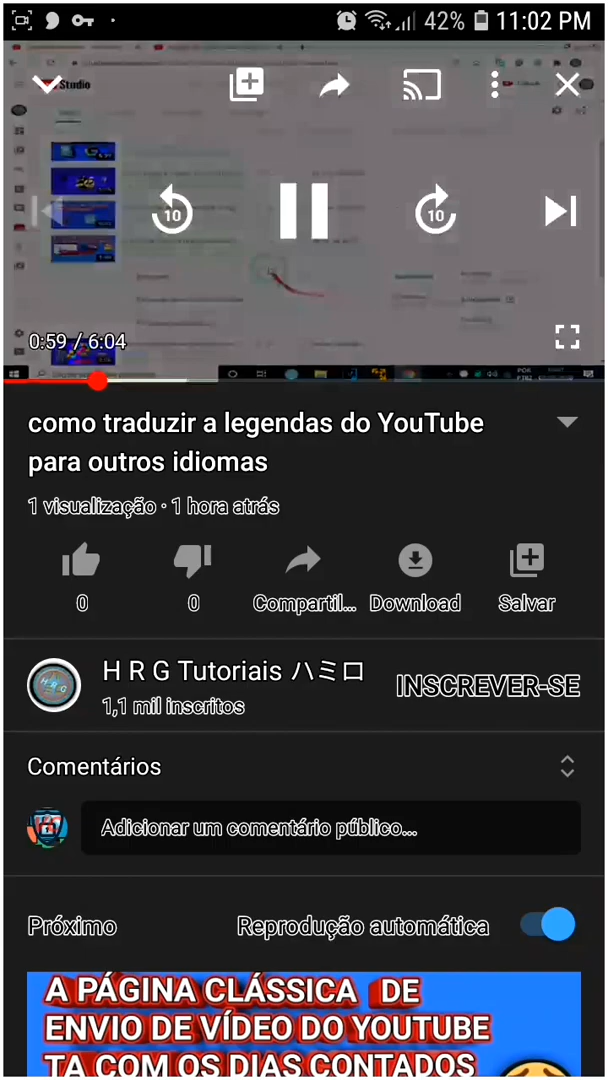 42% 11:02 PM
Studio
10
10
0:59 / 6:04
como traduzir a legendas do YouTube
para outros idiomas
1 visualização · 1 hora atrás
0
0
Compartil...
Download
Salvar
H R G Tutoriais ハミロ
INSCREVER-SE
1,1 mil inscritos
Comentários
Adicionar um comentário público...
Próximo
Reprodução automática
A PÁGINA CLÁSSICA DE
ENVIO DE VÍDEO DO YOUTUBE
TA COM OS DIAS CONTADOS